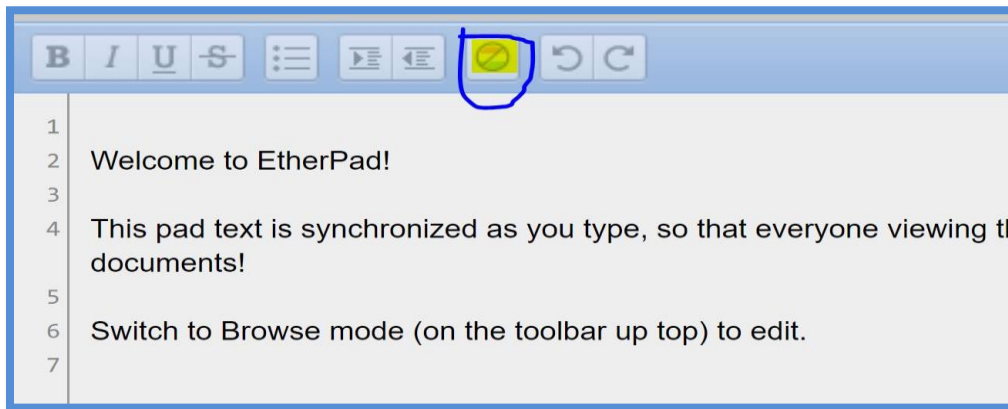 B I U S
1
2 Welcome to EtherPad!
3
4 This pad text is synchronized as you type, so that everyone viewing
documents!
5
6 Switch to Browse mode (on the toolbar up top) to edit.
7